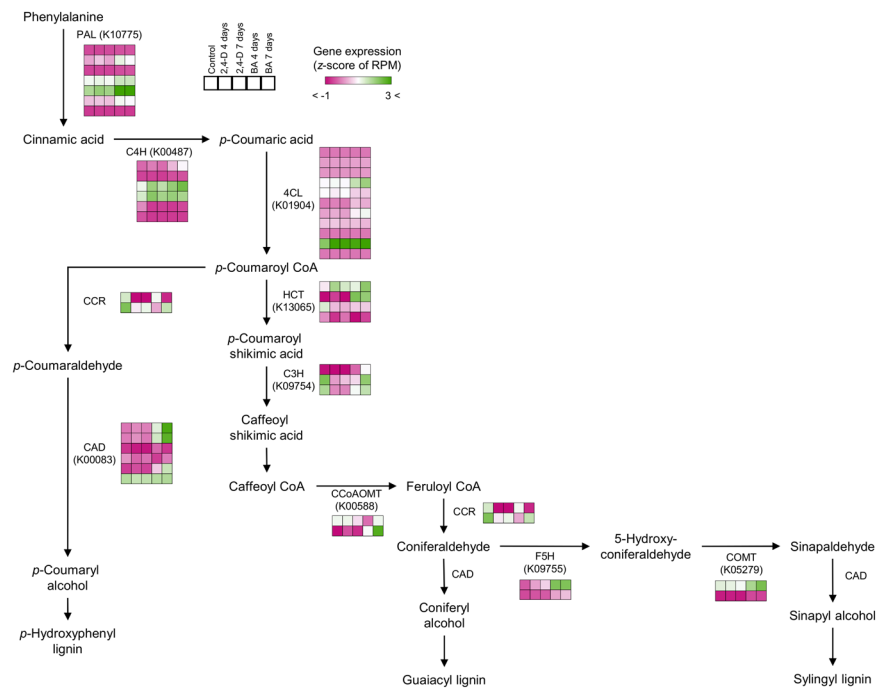 Phenylalanine
PAL (K10775)
Control
2,4-D 4 days
2,4-D 7 days
BA 4 days
BA 7 days
Gene expression
(z-score of RPM)
< -1
3 <
Cinnamic acid
p-Coumaric acid
C4H (K00487)
4CL
(K01904)
p-Coumaroyl CoA
CCR
HCT
(K13065)
p-Coumaroyl
shikimic acid
p-Coumaraldehyde
C3H
(K09754)
Caffeoyl
shikimic acid
CAD
(K00083)
Caffeoyl CoA
CCoAOMT
(K00588)
Feruloyl CoA
CCR
Coniferaldehyde
F5H
(K09755)
5-Hydroxy-
coniferaldehyde
COMT
(K05279)
Sinapaldehyde
p-Coumaryl
alcohol
CAD
CAD
Coniferyl
alcohol
Sinapyl alcohol
p-Hydroxyphenyl
lignin
Guaiacyl lignin
Sylingyl lignin